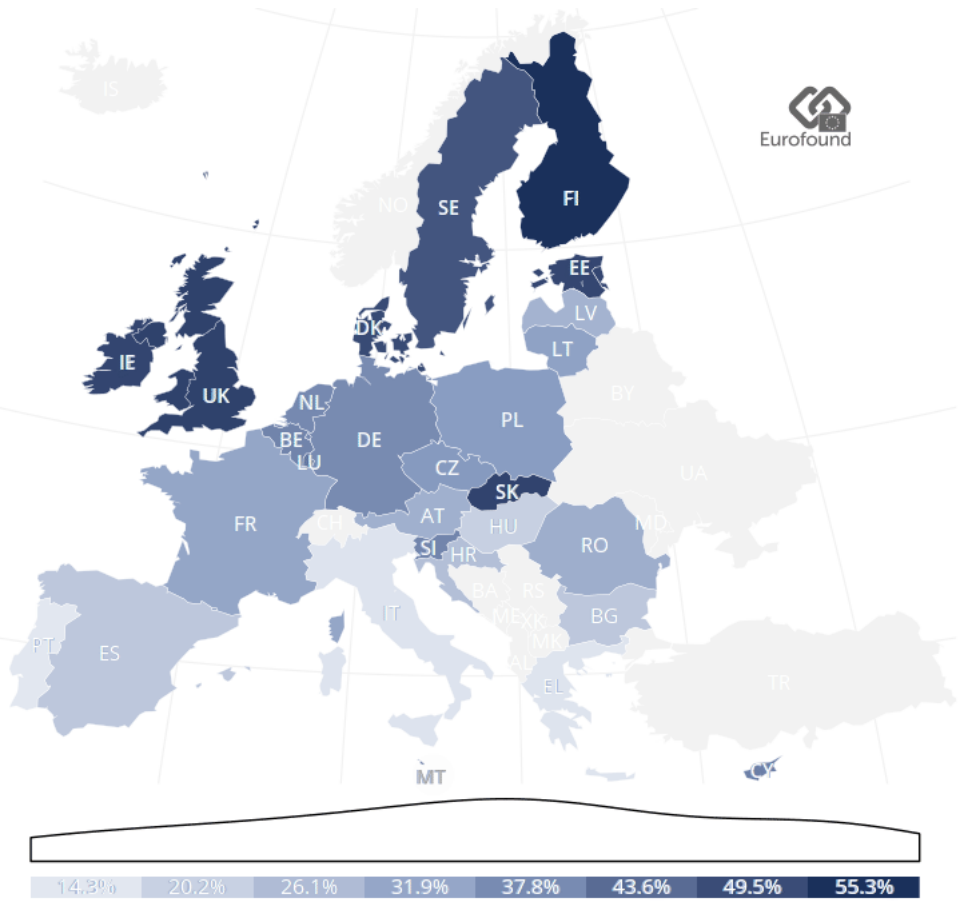 IS
Eurofound
NO
SE
FI
EE
LV
DK
LT
IE
UK
BY
NL
PL
BE
DE
LU
CZ
UA
SK
FR
AT
CH
HU
MD
RO
SI
HR
BA
RS
IT
ME
XK
BG
MK
PT
ES
AL
EL
TR
CY
MT
14.3% 20.2% 26.1% 31.9% 37.8% 43.6% 49.5% 55.3%